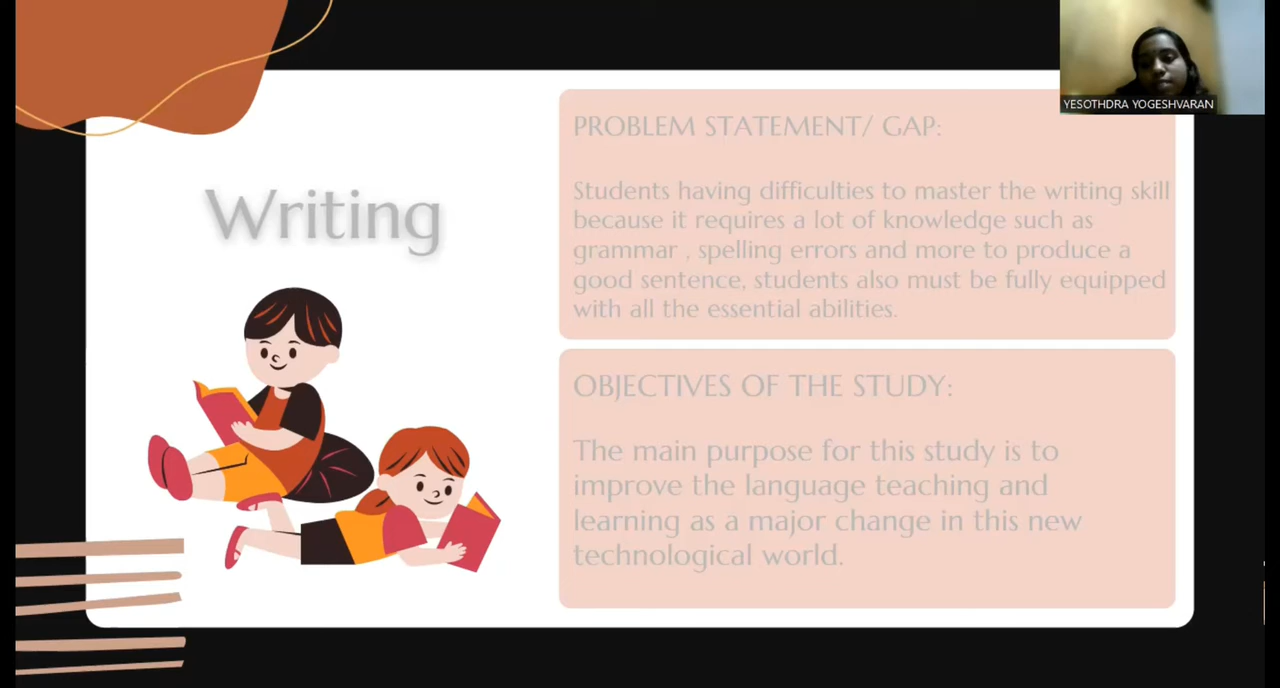 YESOTHDRA YOGESHVARAN
Writing
PROBLEM STATEMENT/ GAP:
Students having difficulties to master the writing skill
because it requires a lot of knowledge such as
grammar , spelling errors and more to produce a
good sentence, students also must be fully equipped
with all the essential abilities.
OBJECTIVES OF THE STUDY:
The main purpose for this study is to
improve the language teaching and
learning as a major change in this new
technological world.